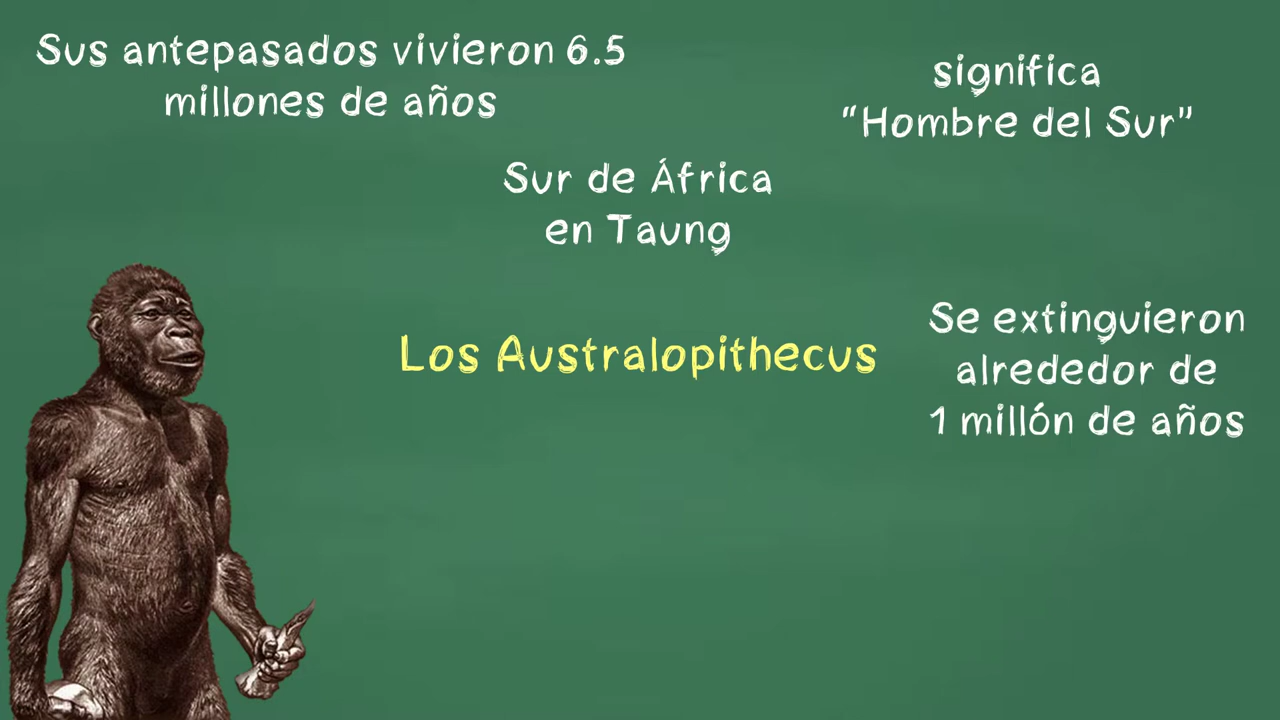 Sus antepasados vivieron 6.5
millones de años
significa
“Hombre del Sur”
Sur de África
en Taung
Los Australopithecus
Se extinguieron
alrededor de
1 millón de años